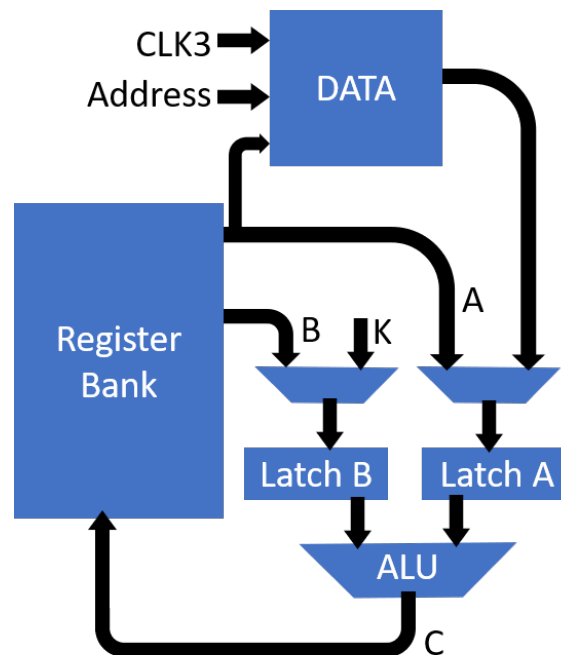 CLK3
Address
DATA
A
B
K
Register
Bank
Latch B
Latch A
ALU
C